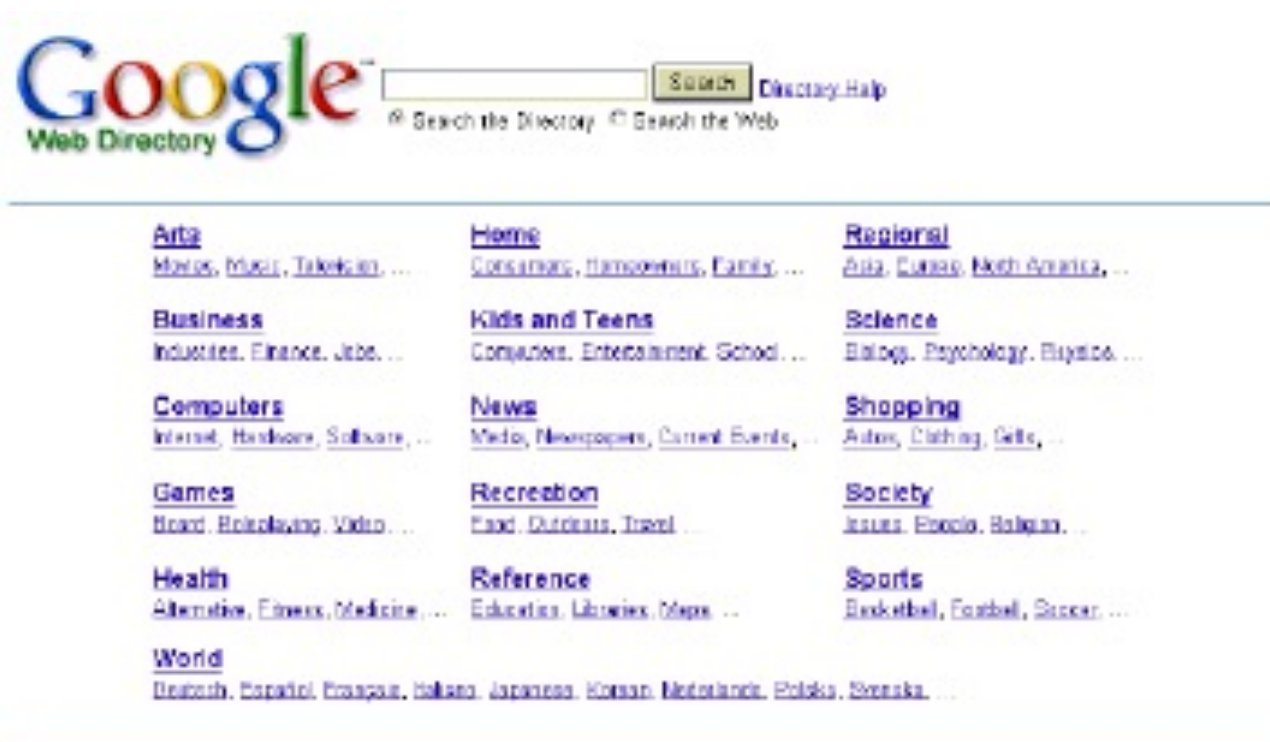 Google™
Web Directory
Search Directory Help
Search the Directory Search the Web
Arts
Movies, Music, Television, ...
Home
Consumers, Homeowners, Family, ...
Regional
Asia, Europe, North America, ...
Business
Industries, Finance, Jobs, ...
Kids and Teens
Computers, Entertainment, School, ...
Science
Biology, Psychology, Physics, ...
Computers
Internet, Hardware, Software, ...
News
Media, Newspapers, Current Events, ...
Shopping
Autos, Clothing, Gifts, ...
Games
Board, Roleplaying, Video, ...
Recreation
Food, Outdoors, Travel, ...
Society
Issues, People, Religion, ...
Health
Alternative, Fitness, Medicine, ...
Reference
Education, Libraries, Maps, ...
Sports
Basketball, Football, Soccer, ...
World
Deutsch, Español, Français, Italiano, Japanese, Korean, Nederlands, Polska, Svenska, ...